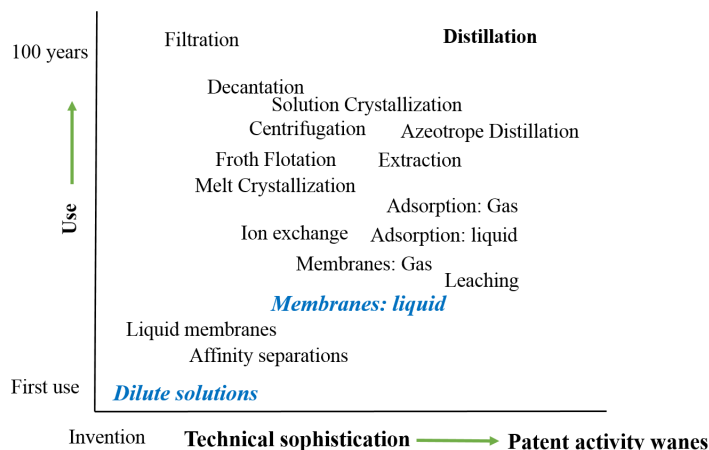 Filtration
Distillation
100 years
Decantation
Solution Crystallization
Centrifugation
Azeotrope Distillation
Froth Flotation
Extraction
Melt Crystallization
Adsorption: Gas
Use
Ion exchange
Adsorption: liquid
Membranes: Gas
Leaching
Membranes: liquid
Liquid membranes
Affinity separations
First use
Dilute solutions
Invention
Technical sophistication
Patent activity wanes